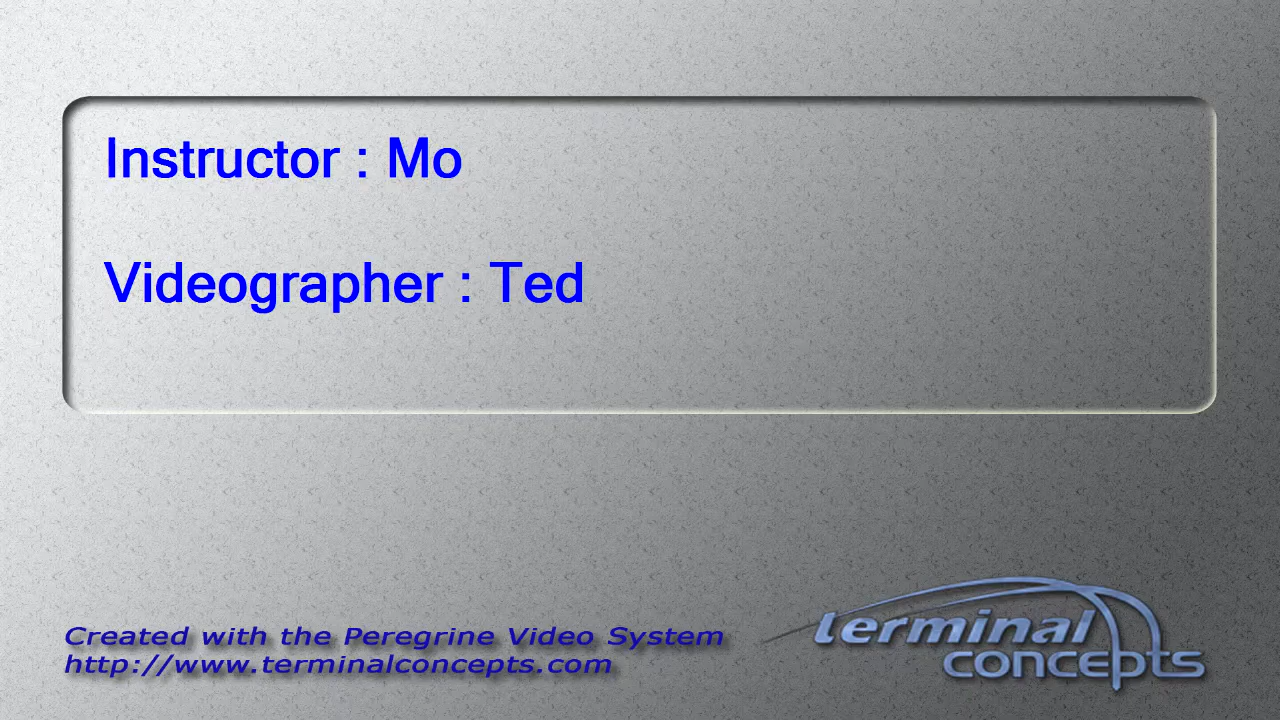 Instructor : Mo
Videographer : Ted
Created with the Peregrine Video System
http://www.terminalconcepts.com
terminal
concepts